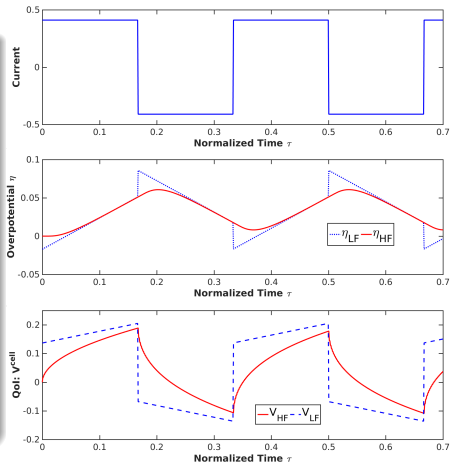 0.5
0
-0.5
Current
0 0.1 0.2 0.3 0.4 0.5 0.6 0.7
Normalized Time τ
0.1
0.05
0
-0.05
Overpotential η
η_LF η_HF
0 0.1 0.2 0.3 0.4 0.5 0.6 0.7
Normalized Time τ
0.2
0.1
0
-0.1
-0.2
QoI: V^cell
V_HF V_LF
0 0.1 0.2 0.3 0.4 0.5 0.6 0.7
Normalized Time τ